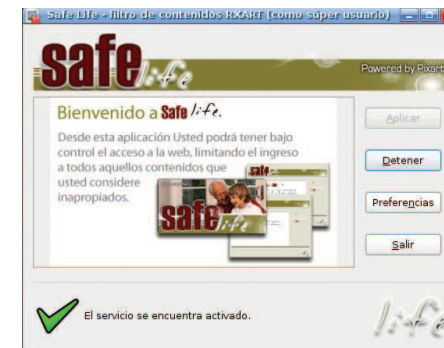 Safe Life - filtro de contenidos RXART (como súper usuario)
safe life
Powered by Pixart
Bienvenido a Safe life.
Desde esta aplicación Usted podrá tener bajo
control el acceso a la web, limitando el ingreso
a todos aquellos contenidos que
usted considere
inapropiados.
safe
safe life
Aplicar
Detener
Preferencias
Salir
El servicio se encuentra activado.
life